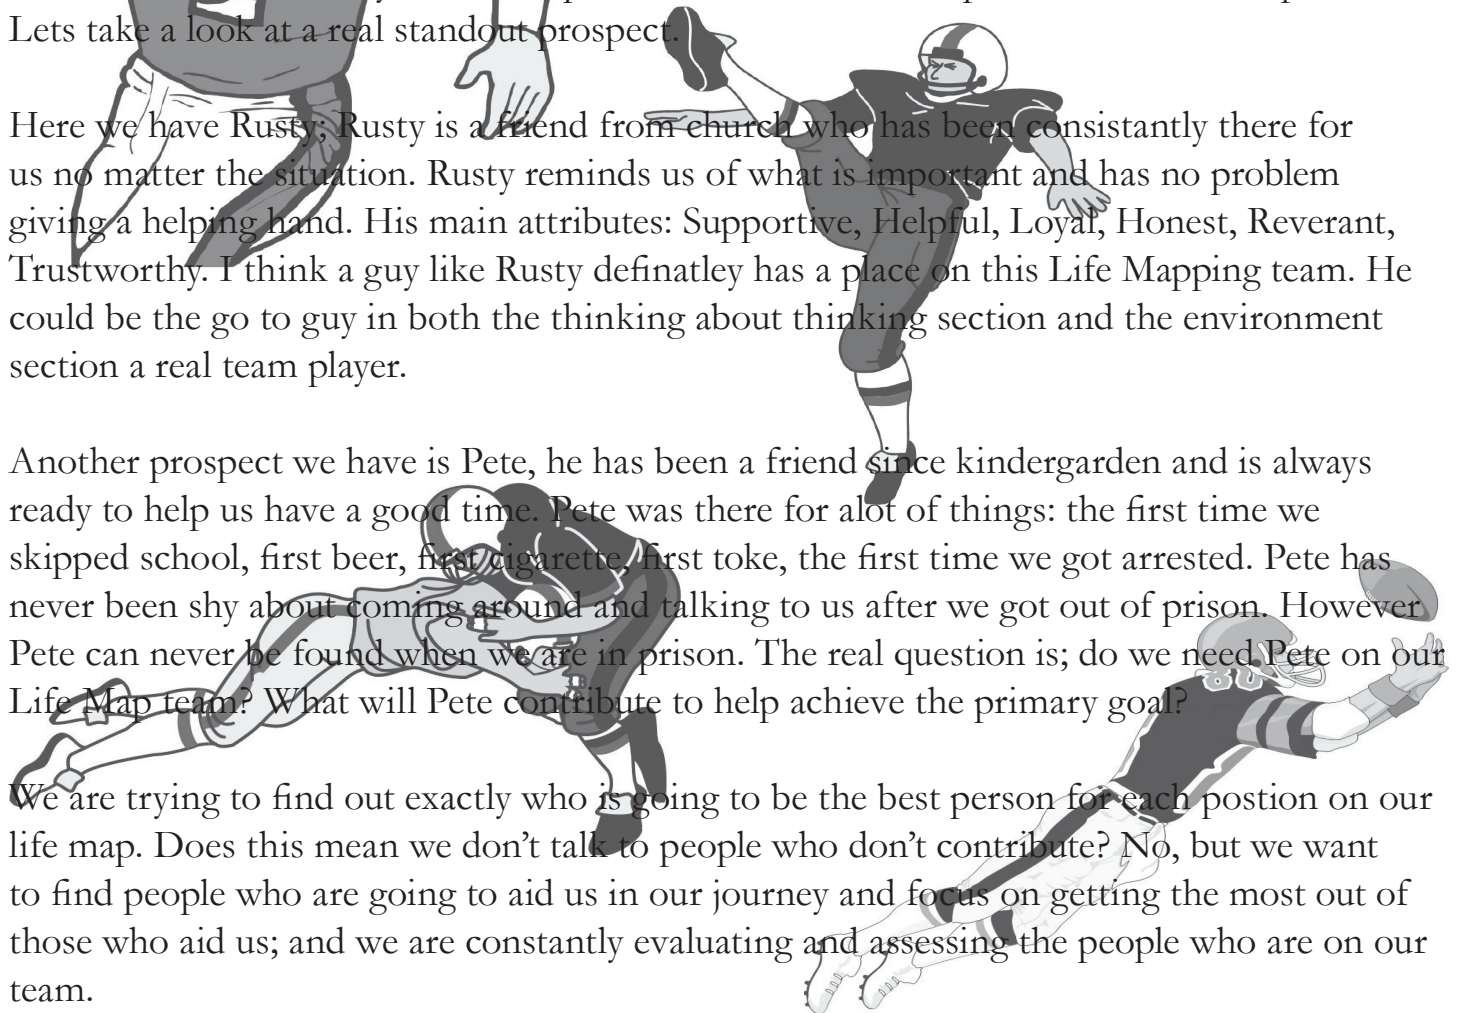 Lets take a look at a real standout prospect.
Here we have Rusty; Rusty is a friend from church who has been consistantly there for
us no matter the situation. Rusty reminds us of what is important and has no problem
giving a helping hand. His main attributes: Supportive, Helpful, Loyal, Honest, Reverant,
Trustworthy. I think a guy like Rusty definatley has a place on this Life Mapping team. He
could be the go to guy in both the thinking about thinking section and the environment
section a real team player.
Another prospect we have is Pete, he has been a friend since kindergarden and is always
ready to help us have a good time. Pete was there for alot of things: the first time we
skipped school, first beer, first cigarette, first toke, the first time we got arrested. Pete has
never been shy about coming around and talking to us after we got out of prison. However
Pete can never be found when we are in prison. The real question is; do we need Pete on our
Life Map team? What will Pete contribute to help achieve the primary goal?
We are trying to find out exactly who is going to be the best person for each postion on our
life map. Does this mean we don’t talk to people who don’t contribute? No, but we want
to find people who are going to aid us in our journey and focus on getting the most out of
those who aid us; and we are constantly evaluating and assessing the people who are on our
team.